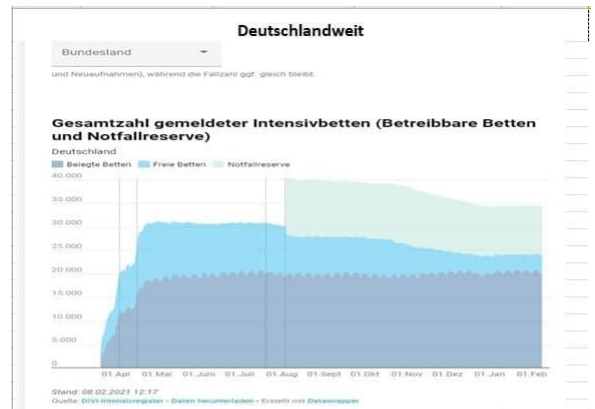 Deutschlandweit
Bundesland
und Neuaufnahmen), während die Fallzahl ggf. gleich bleibt.
Gesamtzahl gemeldeter Intensivbetten (Betreibbare Betten
und Notfallreserve)
Deutschland
Belegte Betten Freie Betten Notfallreserve
40.000
35.000
30.000
25.000
20.000
15.000
10.000
5.000
0
01.Apr 01.Mai 01.Juni 01.Juli 01.Aug 01.Sept 01.Okt 01.Nov 01.Dez 01.Jan 01.Feb
Stand: 08.02.2021 12:17
Quelle: DIVI-Intensivregister - Daten herunterladen - Erstellt mit Datawrapper